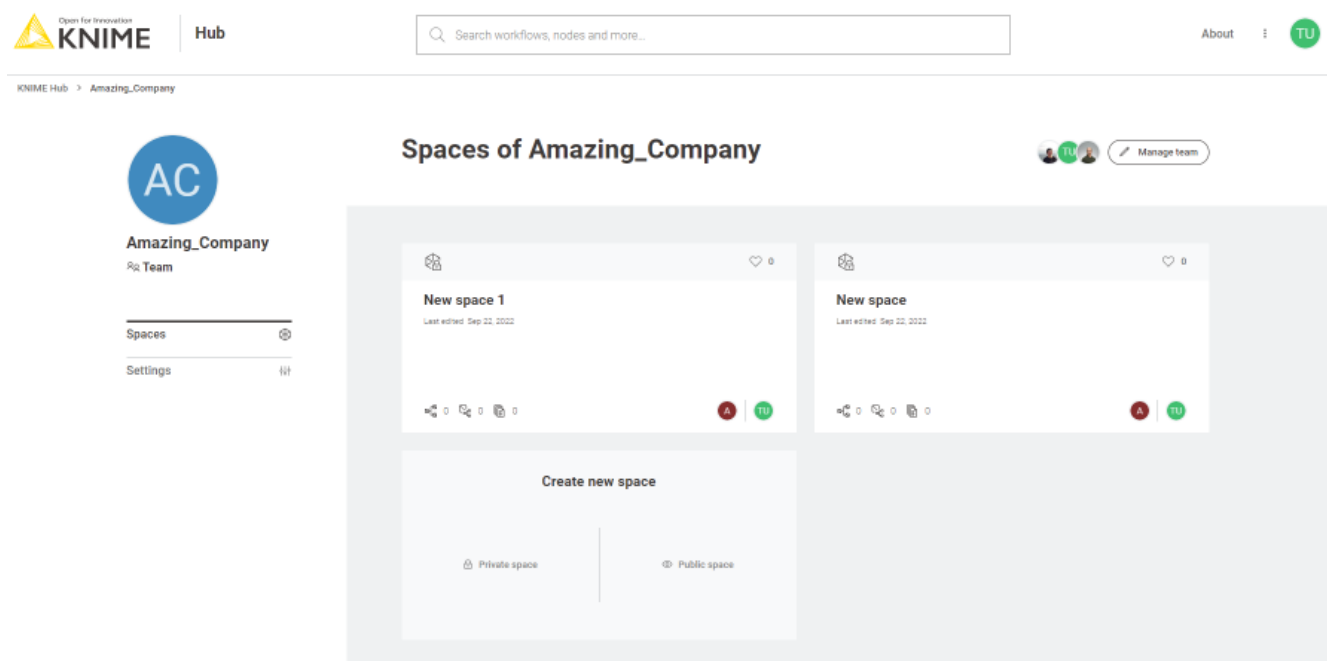 Open for Innovation
KNIME
Hub
Search workflows, nodes and more...
About
TU
KNIME Hub > Amazing_Company
AC
Spaces of Amazing_Company
TU
Manage team
Amazing_Company
Team
Spaces
Settings
0
New space 1
Last edited Sep 22, 2022
0 0 0
A TU
0
New space
Last edited Sep 22, 2022
0 0 0
A TU
Create new space
Private space
Public space